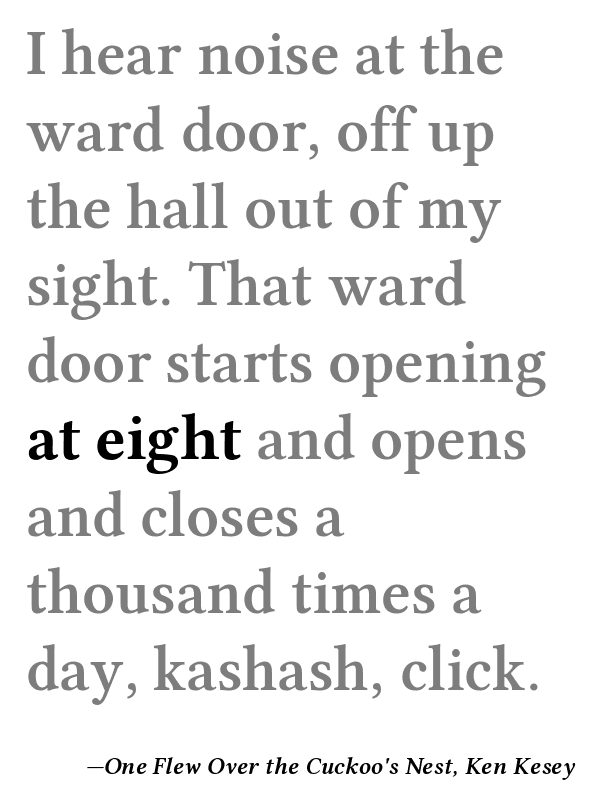 I hear noise at the
ward door, off up
the hall out of my
sight. That ward
door starts opening
at eight and opens
and closes a
thousand times a
day, kashash, click.
—One Flew Over the Cuckoo's Nest, Ken Kesey